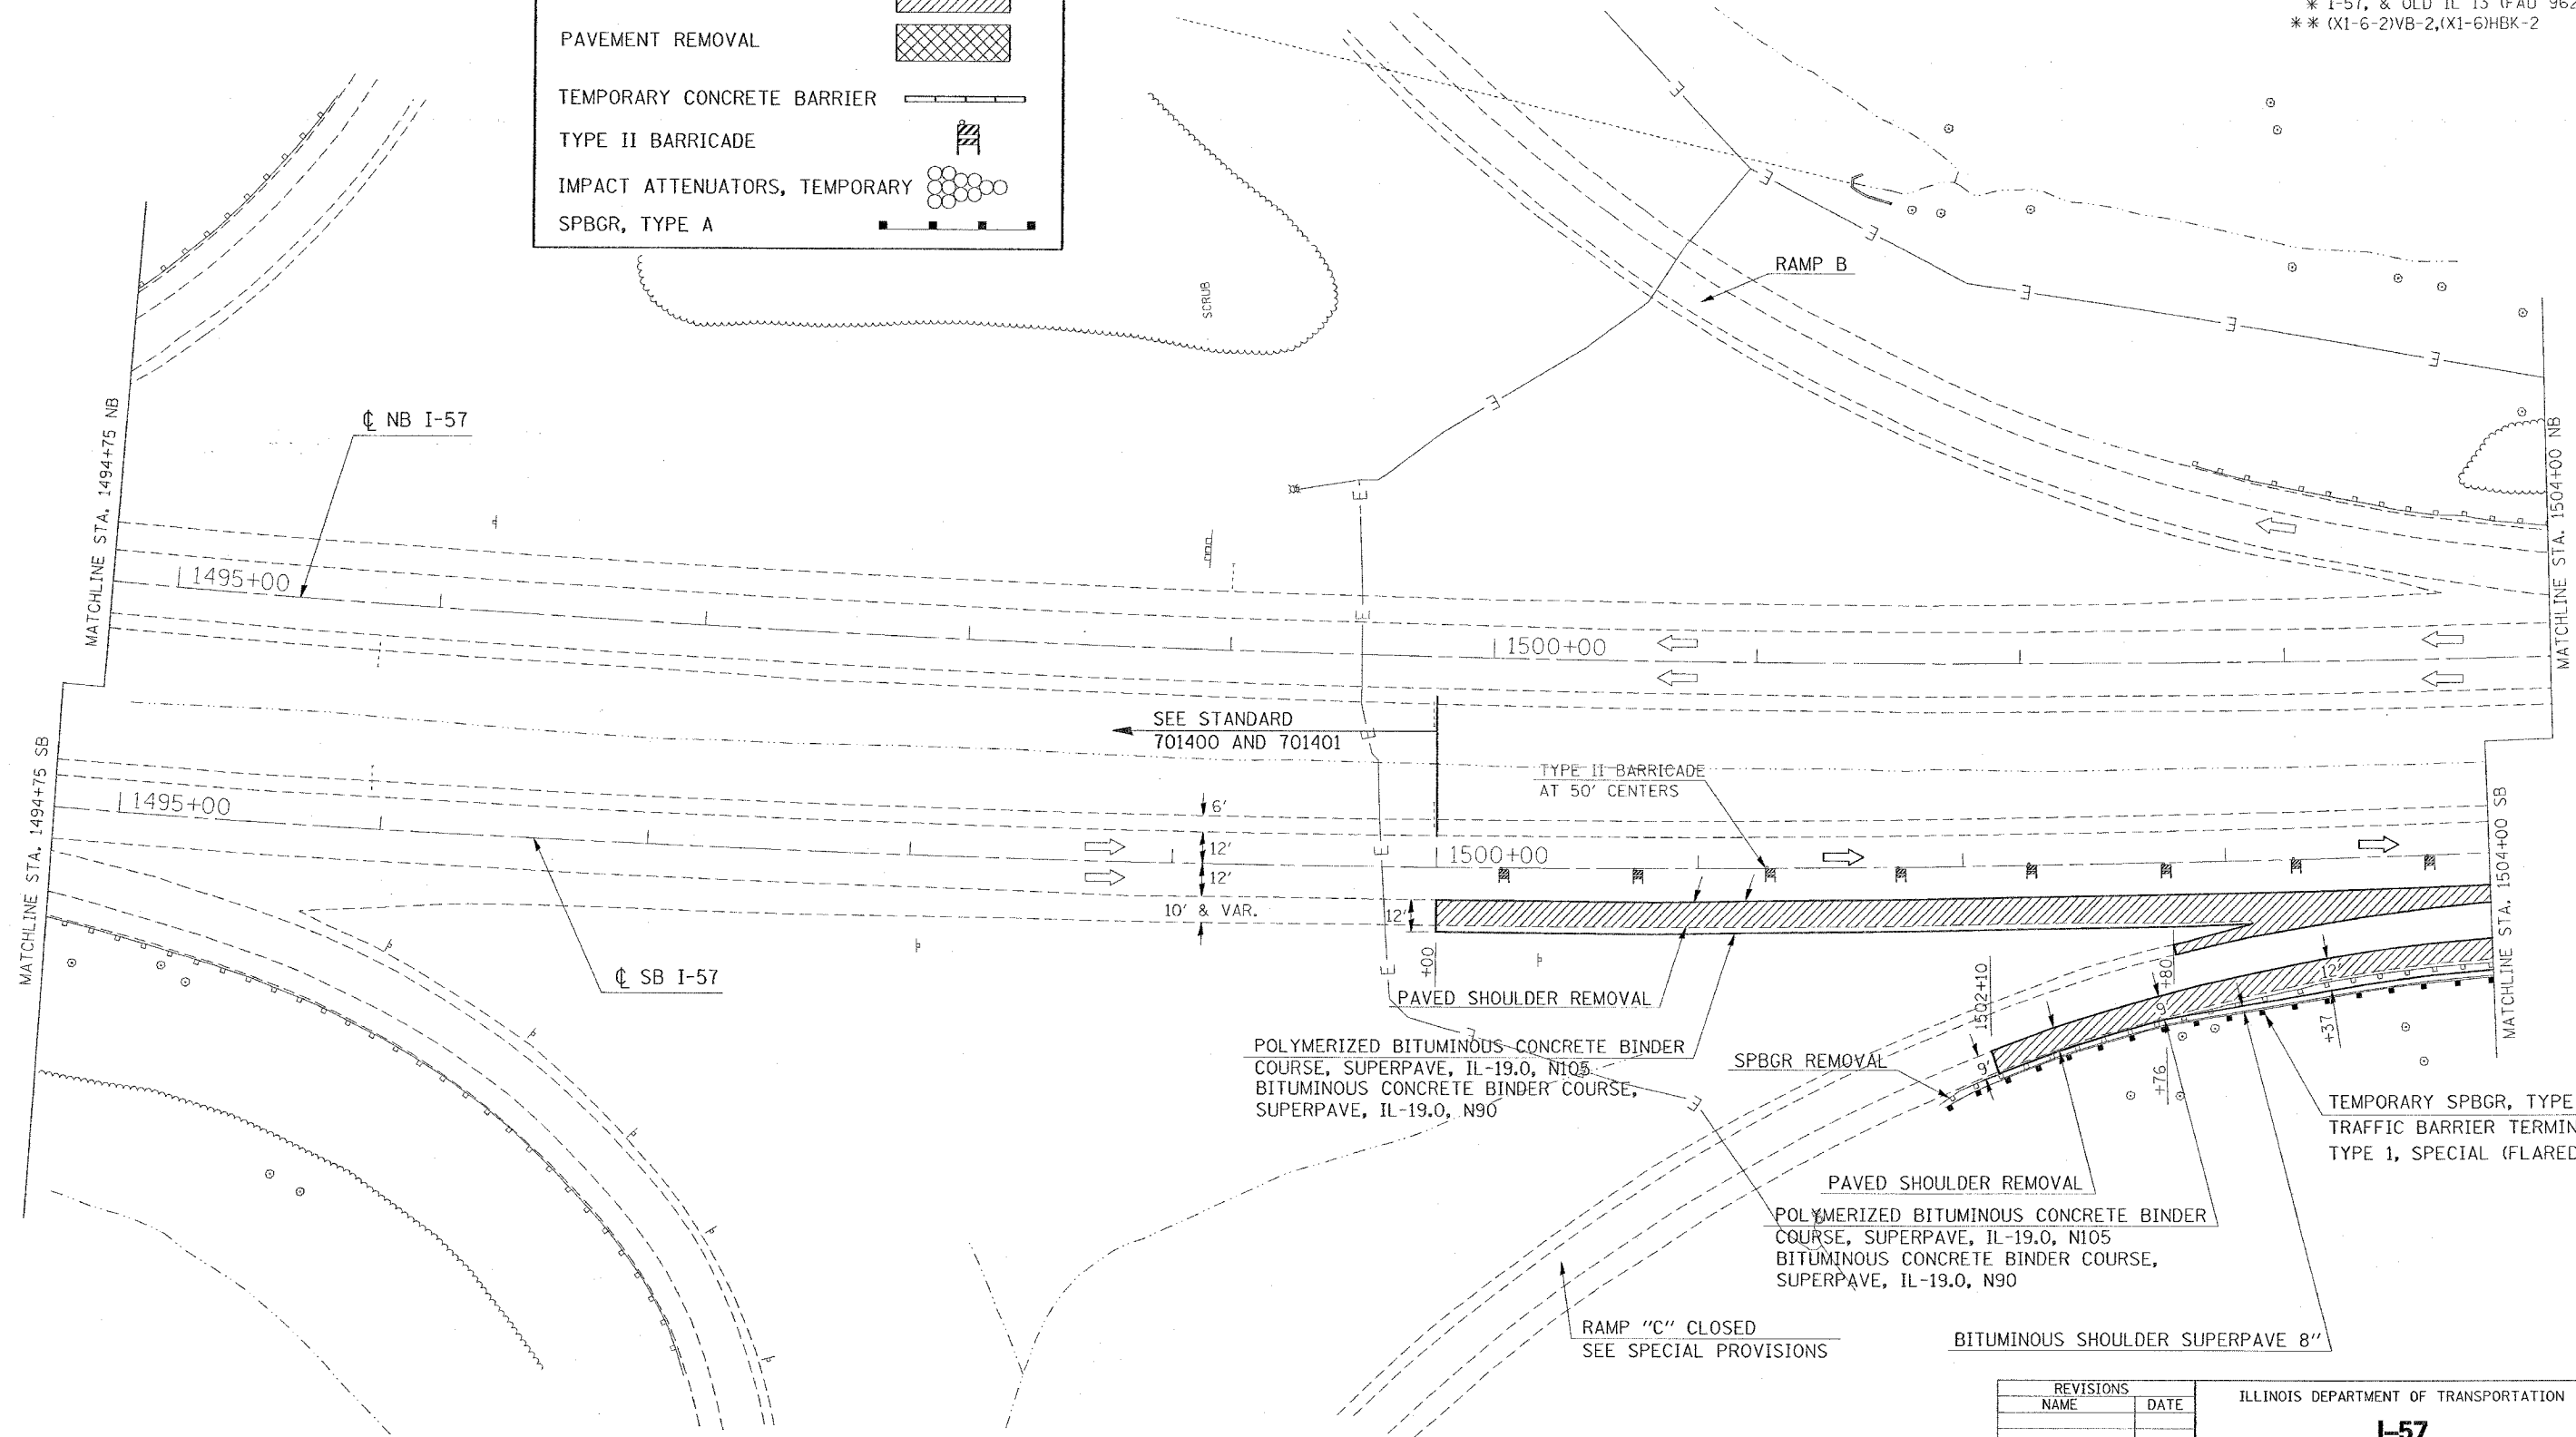 * I-57, & OLD IL 13 (FAU 962
** (X1-6-2)VB-2,(X1-6)HBK-2
PAVEMENT REMOVAL
TEMPORARY CONCRETE BARRIER
TYPE II BARRICADE
IMPACT ATTENUATORS, TEMPORARY
SPBGR, TYPE A
SCRUB
RAMP B
℄ NB I-57
MATCHLINE STA. 1494+75 NB
MATCHLINE STA. 1504+00 NB
1495+00
1500+00
SEE STANDARD
701400 AND 701401
TYPE II BARRICADE
AT 50' CENTERS
MATCHLINE STA. 1494+75 SB
MATCHLINE STA. 1504+00 SB
1495+00
6'
12'
12'
10' & VAR.
1500+00
12'
+00
℄ SB I-57
PAVED SHOULDER REMOVAL
POLYMERIZED BITUMINOUS CONCRETE BINDER
COURSE, SUPERPAVE, IL-19.0, N105
BITUMINOUS CONCRETE BINDER COURSE,
SUPERPAVE, IL-19.0, N90
1502+10
+80
12'
9'
9'
+76
+37
SPBGR REMOVAL
TEMPORARY SPBGR, TYPE
TRAFFIC BARRIER TERMIN
TYPE 1, SPECIAL (FLARED
PAVED SHOULDER REMOVAL
POLYMERIZED BITUMINOUS CONCRETE BINDER
COURSE, SUPERPAVE, IL-19.0, N105
BITUMINOUS CONCRETE BINDER COURSE,
SUPERPAVE, IL-19.0, N90
RAMP "C" CLOSED
SEE SPECIAL PROVISIONS
BITUMINOUS SHOULDER SUPERPAVE 8"
REVISIONS
NAME DATE
ILLINOIS DEPARTMENT OF TRANSPORTATION
I-57
E E E E E E E E E E E E E E E